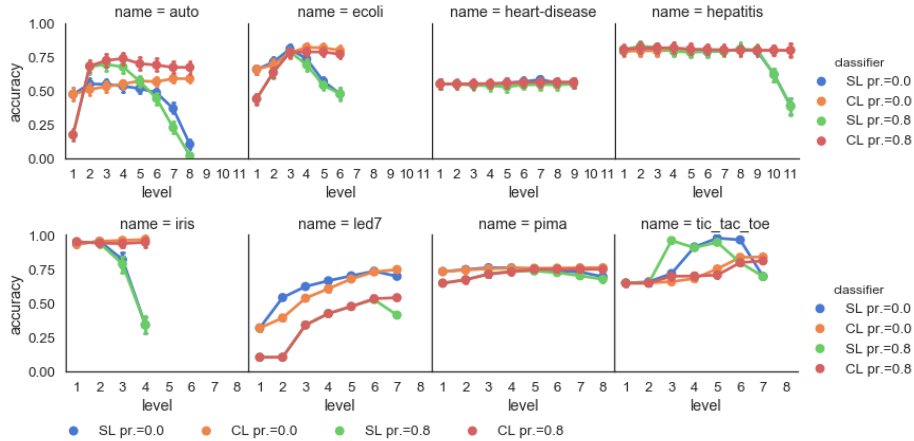 name = auto name = ecoli name = heart-disease name = hepatitis
1.00
0.75
0.50
0.25
0.00
accuracy
1 2 3 4 5 6 7 8 9 10 11 1 2 3 4 5 6 7 8 9 10 11 1 2 3 4 5 6 7 8 9 10 11 1 2 3 4 5 6 7 8 9 10 11
level level level level
classifier
SL pr.=0.0
CL pr.=0.0
SL pr.=0.8
CL pr.=0.8
name = iris name = led7 name = pima name = tic_tac_toe
1.00
0.75
0.50
0.25
0.00
accuracy
1 2 3 4 5 6 7 8 1 2 3 4 5 6 7 8 1 2 3 4 5 6 7 8 1 2 3 4 5 6 7 8
level level level level
classifier
SL pr.=0.0
CL pr.=0.0
SL pr.=0.8
CL pr.=0.8
SL pr.=0.0 CL pr.=0.0 SL pr.=0.8 CL pr.=0.8